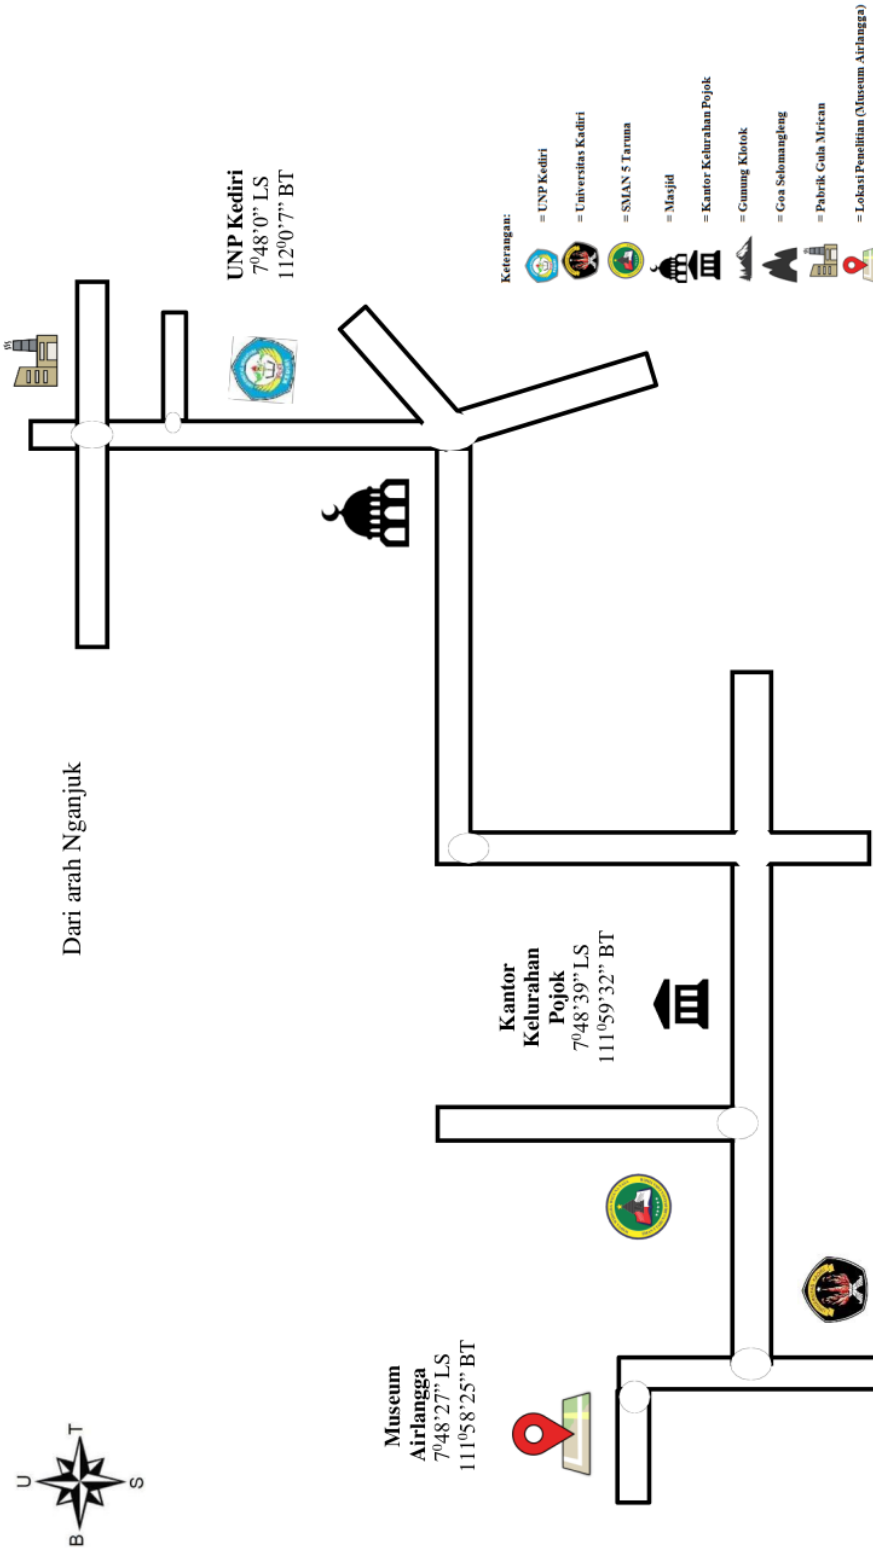 U
B
T
S
Dari arah Nganjuk
UNP Kediri
7⁰48’0” LS
112⁰0’7” BT
Museum
Airlangga
7⁰48’27” LS
111⁰58’25” BT
Kantor
Kelurahan
Pojok
7⁰48’39” LS
111⁰59’32” BT
Keterangan:
= UNP Kediri
= Universitas Kadiri
= SMAN 5 Taruna
= Masjid
= Kantor Kelurahan Pojok
= Gunung Klotok
= Goa Selomangleng
= Pabrik Gula Mrican
= Lokasi Penelitian (Museum Airlangga)